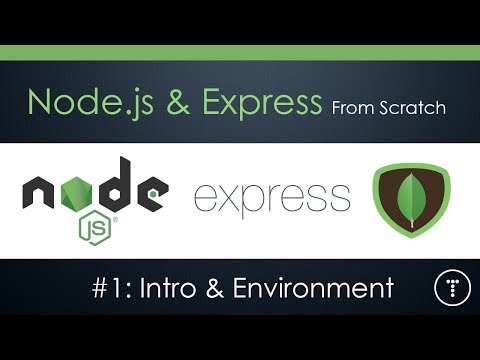 Node.js & Express From Scratch
node
JS®
express
#1: Intro & Environment
T